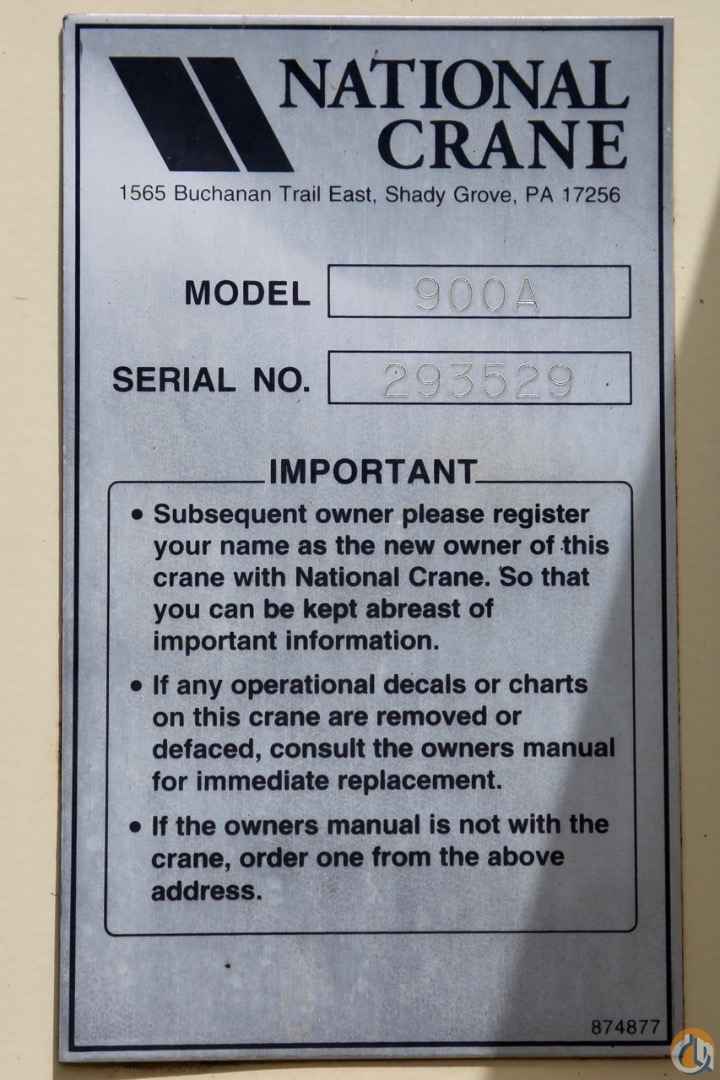 NATIONAL
CRANE
1565 Buchanan Trail East, Shady Grove, PA 17256
MODEL 900A
SERIAL NO. 293529
IMPORTANT
• Subsequent owner please register
your name as the new owner of this
crane with National Crane. So that
you can be kept abreast of
important information.
• If any operational decals or charts
on this crane are removed or
defaced, consult the owners manual
for immediate replacement.
• If the owners manual is not with the
crane, order one from the above
address.
874877